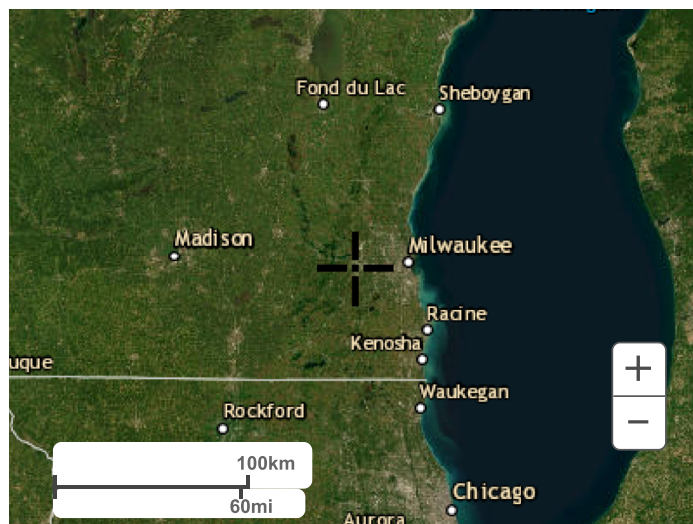 Fond du Lac
Sheboygan
Madison
Milwaukee
Racine
Kenosha
uque
Waukegan
Rockford
100km
60mi
Chicago
Aurora